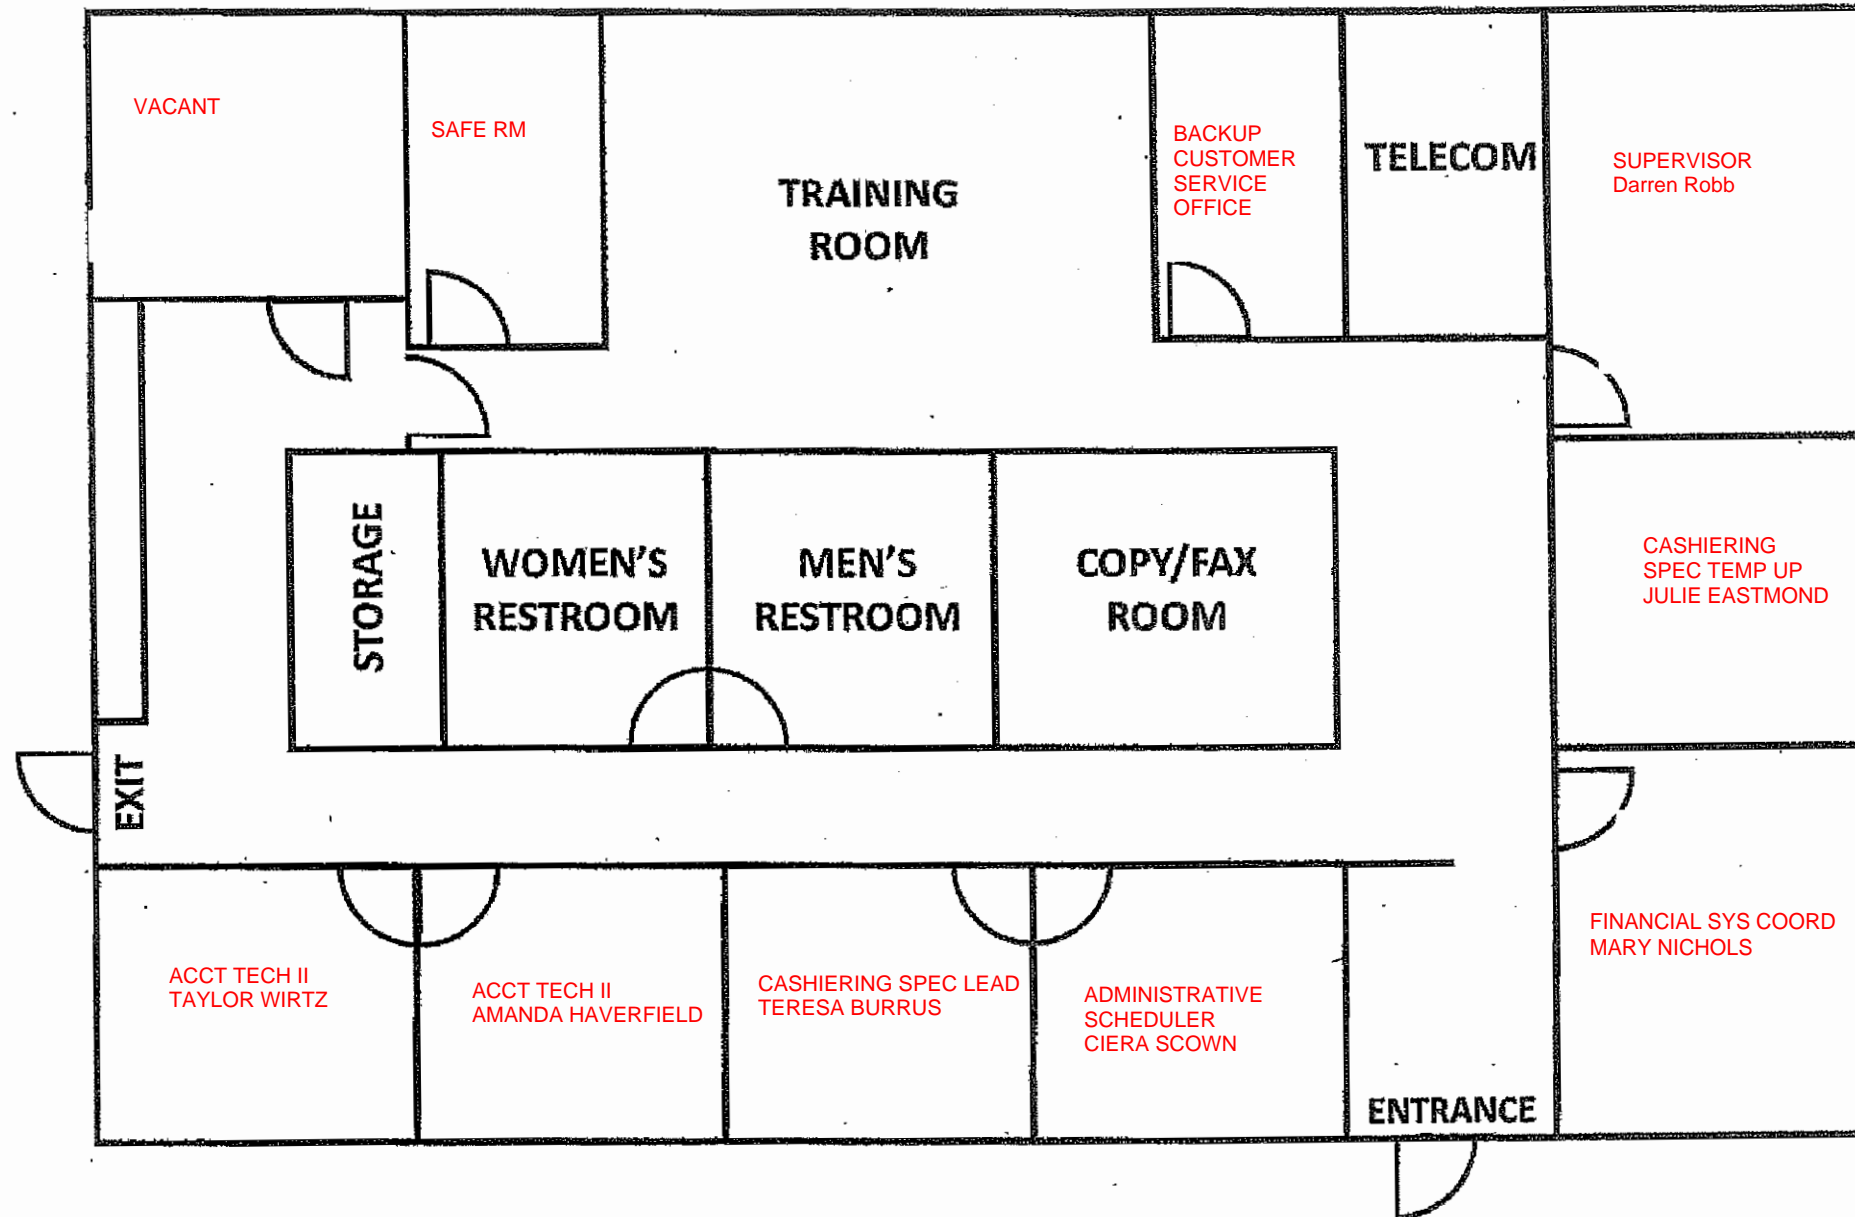 VACANT
SAFE RM
TRAINING
ROOM
BACKUP
CUSTOMER
SERVICE
OFFICE
TELECOM
SUPERVISOR
Darren Robb
STORAGE
WOMEN'S
RESTROOM
MEN'S
RESTROOM
COPY/FAX
ROOM
CASHIERING
SPEC TEMP UP
JULIE EASTMOND
EXIT
ACCT TECH II
TAYLOR WIRTZ
ACCT TECH II
AMANDA HAVERFIELD
CASHIERING SPEC LEAD
TERESA BURRUS
ADMINISTRATIVE
SCHEDULER
CIERA SCOWN
FINANCIAL SYS COORD
MARY NICHOLS
ENTRANCE